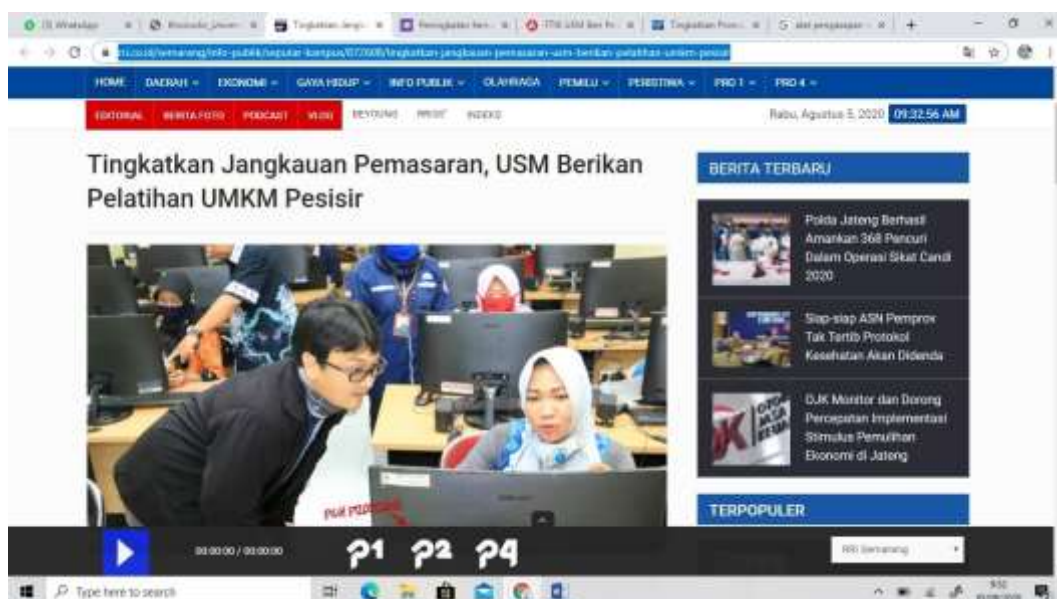 WhatsApp
HOME DAERAH EKONOMI GAYA HIDUP INFO PUBLIK OLAHRAGA PEMILU PERISTIWA PRO 1 PRO 4
EDITORIAL BERITA FOTO PODCAST VLOG BEYOUNG INDEKS
Rabu, Agustus 5, 2020 09:32:56 AM
Tingkatkan Jangkauan Pemasaran, USM Berikan
Pelatihan UMKM Pesisir
BERITA TERBARU
Polda Jateng Berhasil
Amankan 368 Pencuri
Dalam Operasi Sikat Candi
2020
Siap-siap ASN Pemprov
Tak Tertib Protokol
Kesehatan Akan Didenda
OJK Monitor dan Dorong
Percepatan Implementasi
Stimulus Pemulihan
Ekonomi di Jateng
TERPOPULER
00:00:00 / 00:00:00
P1 P2 P4
RRI Semarang
Type here to search